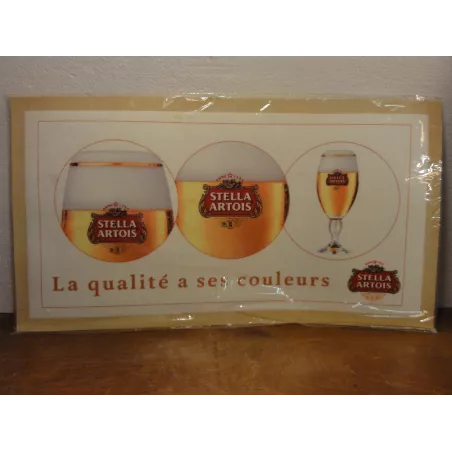 STELLA
ARTOIS
STELLA
ARTOIS
STELLA
ARTOIS
La qualité a ses couleurs
STELLA
ARTOIS